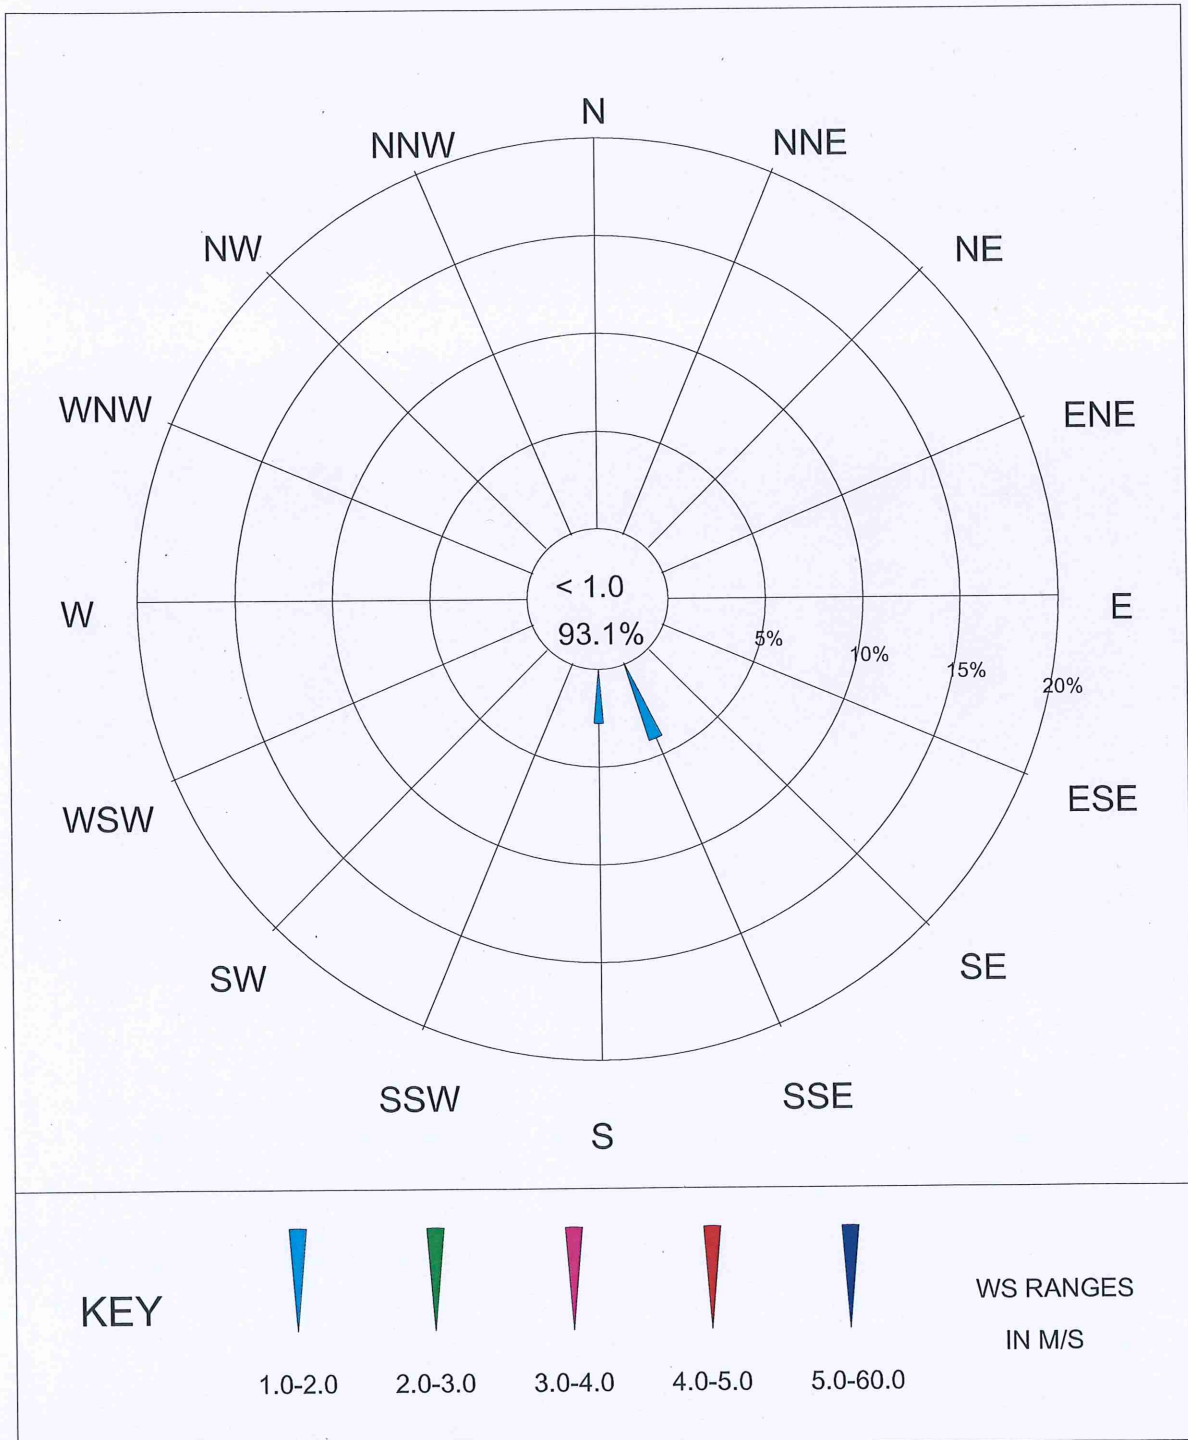 N
NNW
NNE
NW
NE
WNW
ENE
< 1.0
W
E
93.1%
5%
10%
15%
20%
ESE
WSW
SE
SW
SSW
SSE
S
KEY
WS RANGES
IN M/S
1.0-2.0
2.0-3.0
3.0-4.0
4.0-5.0
5.0-60.0